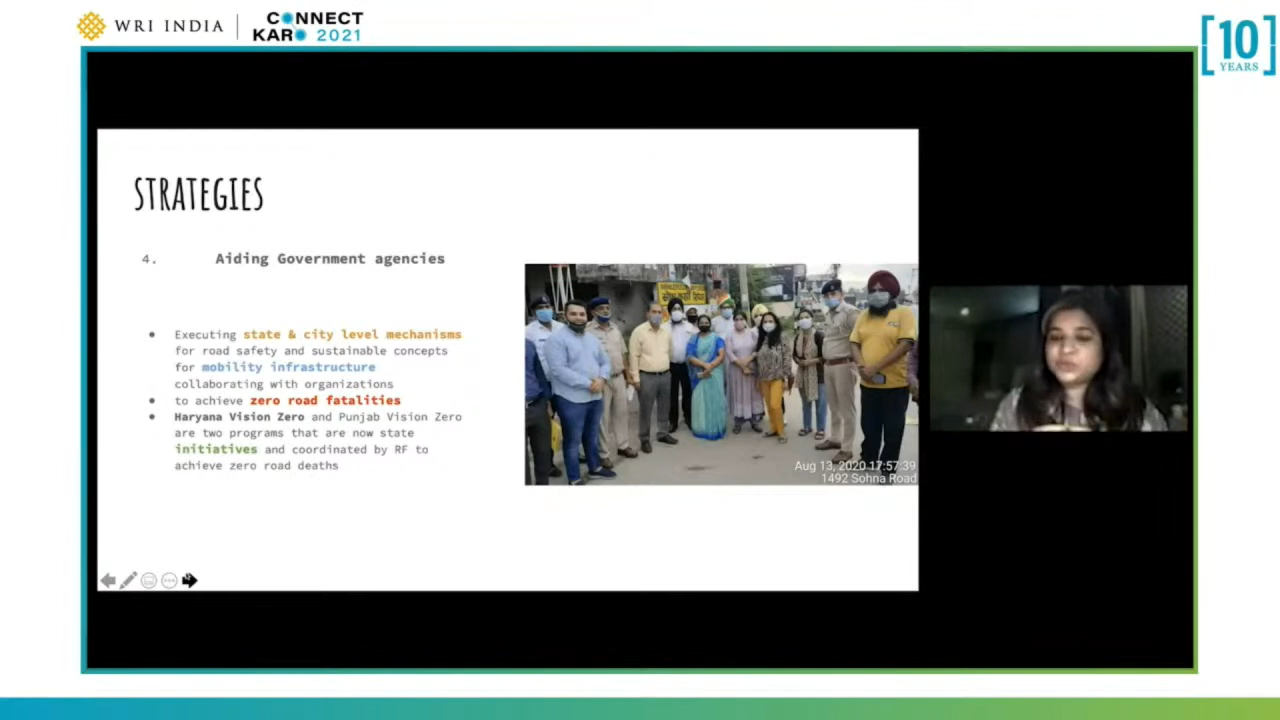 WRI INDIA
CONNECT
KARO 2021
[10]
YEARS
STRATEGIES
4. Aiding Government agencies
● Executing state & city level mechanisms
for road safety and sustainable concepts
for mobility infrastructure
collaborating with organizations
● to achieve zero road fatalities
● Haryana Vision Zero and Punjab Vision Zero
are two programs that are now state
initiatives and coordinated by RF to
achieve zero road deaths
Aug 13, 2020 17:57:39
1492 Sohna Road